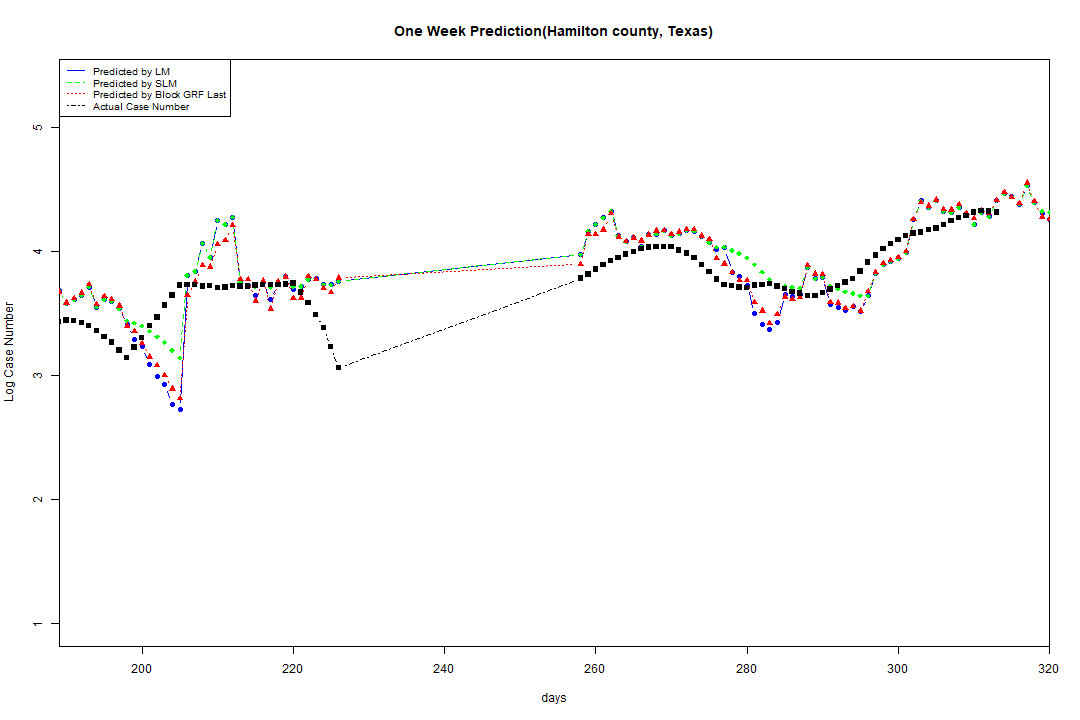 One Week Prediction(Hamilton county, Texas)
Predicted by LM
Predicted by SLM
Predicted by Block GRF Last
Actual Case Number
5
4
3
2
1
Log Case Number
200 220 240 260 280 300 320
days